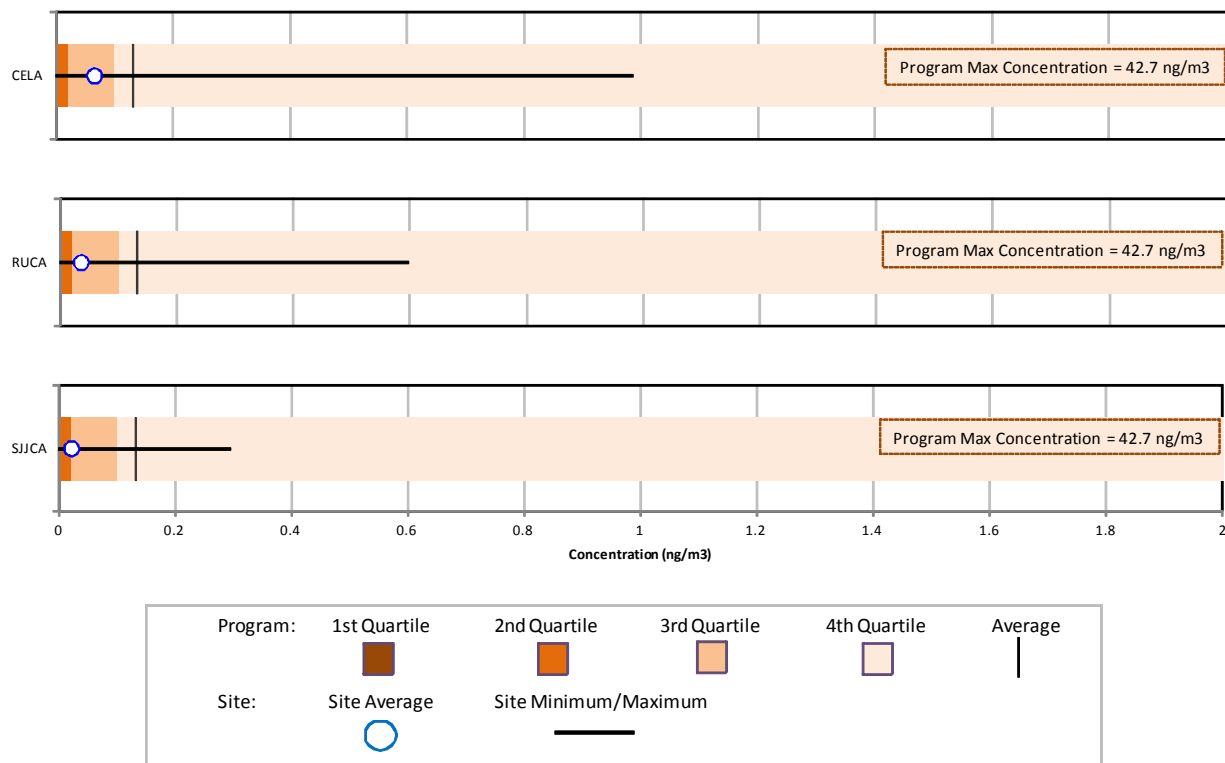 CELA
Program Max Concentration = 42.7 ng/m3
RUCA
Program Max Concentration = 42.7 ng/m3
SJJCA
Program Max Concentration = 42.7 ng/m3
0 0.2 0.4 0.6 0.8 1 1.2 1.4 1.6 1.8 2
Concentration (ng/m3)
Program: 1st Quartile 2nd Quartile 3rd Quartile 4th Quartile Average
Site: Site Average Site Minimum/Maximum